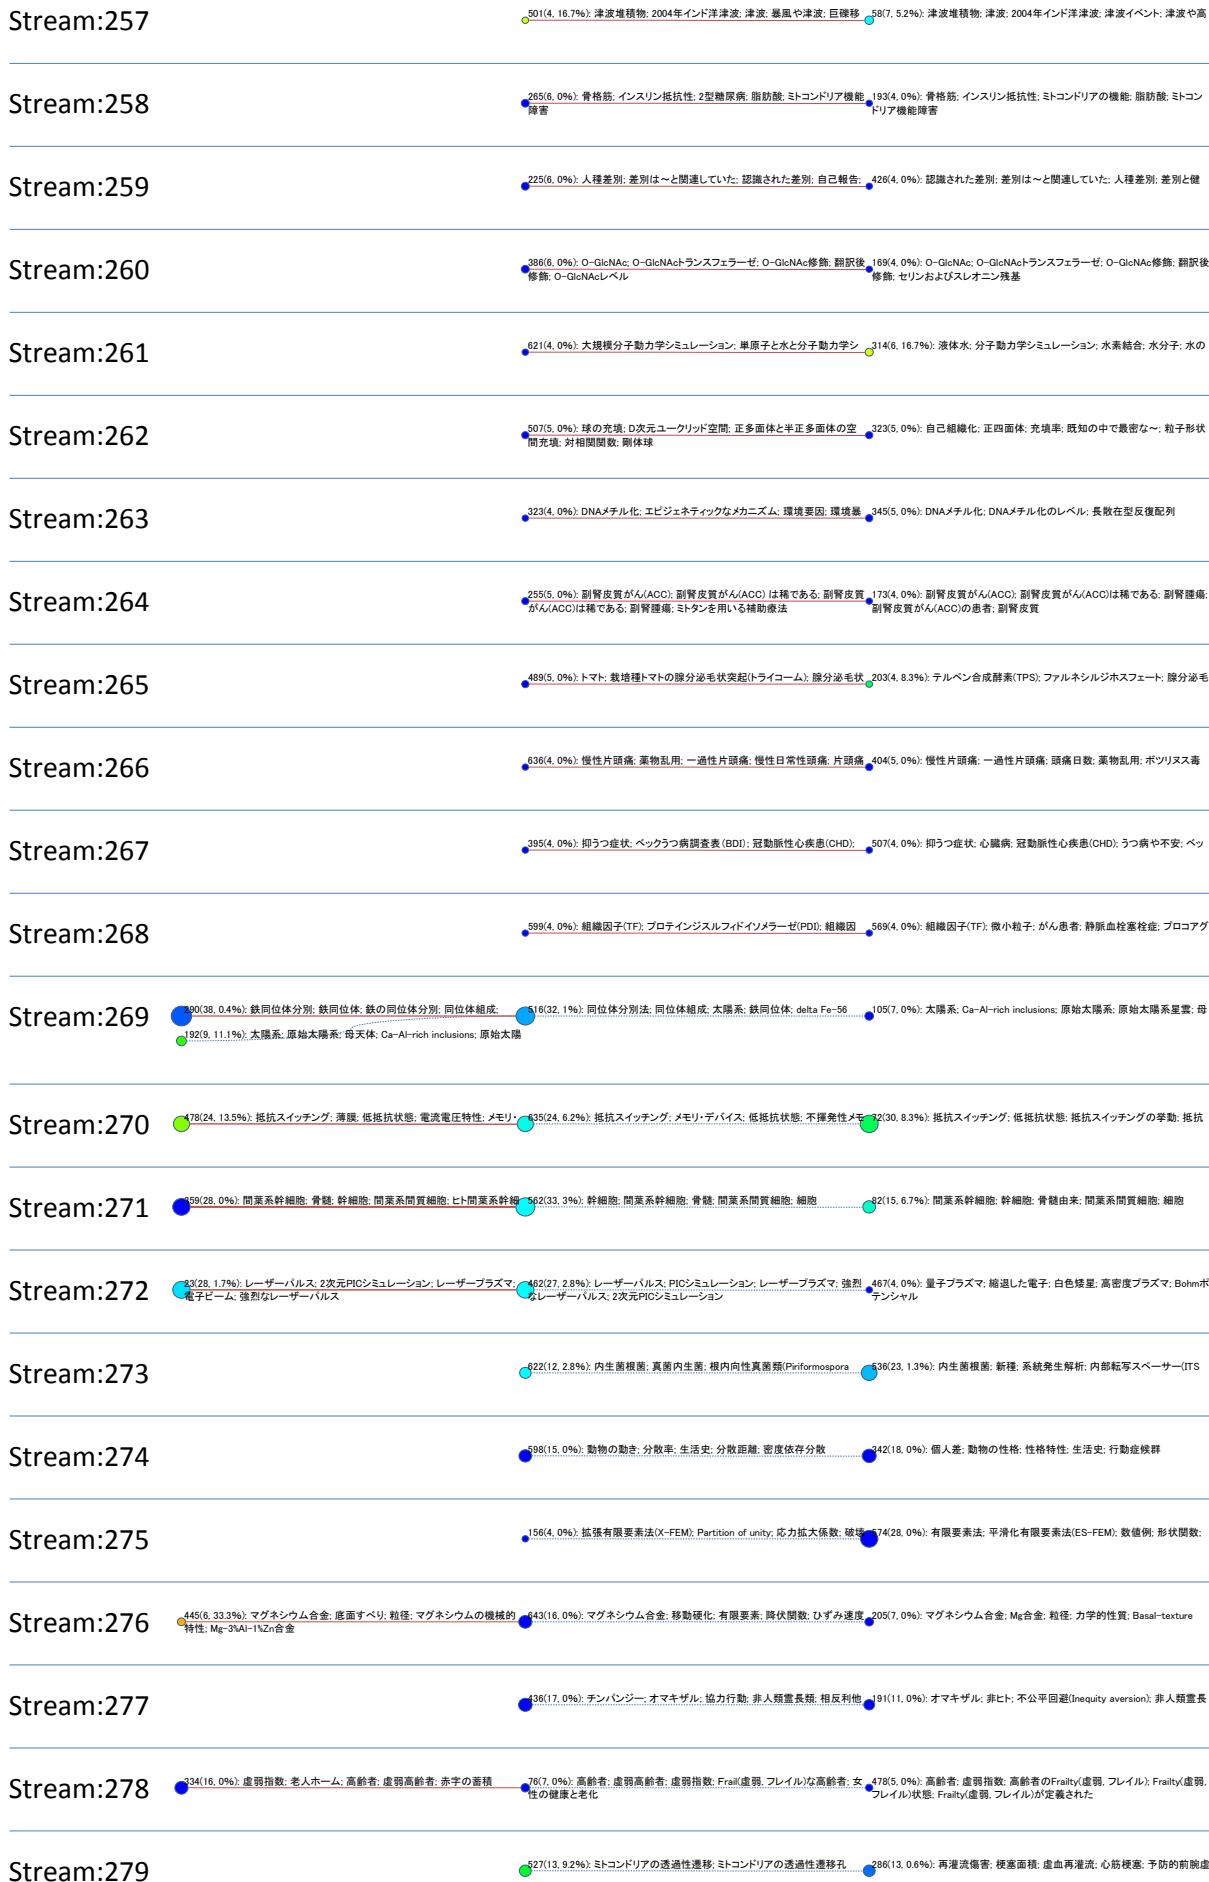 Stream:257
501(4, 16.7%): 津波堆積物; 2004年インド洋津波; 津波; 暴風や津波; 巨礫移
58(7, 5.2%): 津波堆積物; 津波; 2004年インド洋津波; 津波イベント; 津波や高
Stream:258
265(6, 0%): 骨格筋; インスリン抵抗性; 2型糖尿病; 脂肪酸; ミトコンドリア機能
障害
193(4, 0%): 骨格筋; インスリン抵抗性; ミトコンドリアの機能; 脂肪酸; ミトコン
ドリア機能障害
Stream:259
225(6, 0%): 人種差別; 差別は～と関連していた; 認識された差別; 自己報告;
426(4, 0%): 認識された差別; 差別は～と関連していた; 人種差別; 差別と健
Stream:260
386(6, 0%): O-GlcNAc; O-GlcNAcトランスフェラーゼ; O-GlcNAc修飾; 翻訳後
修飾; O-GlcNAcレベル
169(4, 0%): O-GlcNAc; O-GlcNAcトランスフェラーゼ; O-GlcNAc修飾; 翻訳後
修飾; セリンおよびスレオニン残基
Stream:261
621(4, 0%): 大規模分子動力学シミュレーション; 単原子と水と分子動力学シ
314(6, 16.7%): 液体水; 分子動力学シミュレーション; 水素結合; 水分子; 水の
Stream:262
507(5, 0%): 球の充填; D次元ユークリッド空間; 正多面体と半正多面体の空
間充填; 対相関関数; 剛体球
323(5, 0%): 自己組織化; 正四面体; 充填率; 既知の中で最密な～; 粒子形状
Stream:263
323(4, 0%): DNAメチル化; エピジェネティックなメカニズム; 環境要因; 環境暴
345(5, 0%): DNAメチル化; DNAメチル化のレベル; 長散在型反復配列
Stream:264
255(5, 0%): 副腎皮質がん(ACC); 副腎皮質がん(ACC) は稀である; 副腎皮質
がん(ACC)は稀である; 副腎腫瘍; ミトタンを用いる補助療法
173(4, 0%): 副腎皮質がん(ACC); 副腎皮質がん(ACC)は稀である; 副腎腫瘍;
副腎皮質がん(ACC)の患者; 副腎皮質
Stream:265
489(5, 0%): トマト; 栽培種トマトの腺分泌毛状突起(トライコーム); 腺分泌毛状
203(4, 8.3%): テルペン合成酵素(TPS); ファルネシルジホスフェート; 腺分泌毛
Stream:266
636(4, 0%): 慢性片頭痛; 薬物乱用; 一過性片頭痛; 慢性日常性頭痛; 片頭痛
404(5, 0%): 慢性片頭痛; 一過性片頭痛; 頭痛日数; 薬物乱用; ボツリヌス毒
Stream:267
395(4, 0%): 抑うつ症状; ベックうつ病調査表 (BDI); 冠動脈性心疾患(CHD);
507(4, 0%): 抑うつ症状; 心臓病; 冠動脈性心疾患(CHD); うつ病や不安; ベッ
Stream:268
599(4, 0%): 組織因子(TF); プロテインジスルフィドイソメラーゼ(PDI); 組織因
569(4, 0%): 組織因子(TF); 微小粒子; がん患者; 静脈血栓塞栓症; プロコアグ
Stream:269
290(38, 0.4%): 鉄同位体分別; 鉄同位体; 鉄の同位体分別; 同位体組成;
516(32, 1%): 同位体分別法; 同位体組成; 太陽系; 鉄同位体; delta Fe-56
105(7, 0%): 太陽系; Ca-Al-rich inclusions; 原始太陽系; 原始太陽系星雲; 母
192(9, 11.1%): 太陽系; 原始太陽系; 母天体; Ca-Al-rich inclusions; 原始太陽
Stream:270
478(24, 13.5%): 抵抗スイッチング; 薄膜; 低抵抗状態; 電流電圧特性; メモリ・
635(24, 6.2%): 抵抗スイッチング; メモリ・デバイス; 低抵抗状態; 不揮発性メモ
72(30, 8.3%): 抵抗スイッチング; 低抵抗状態; 抵抗スイッチングの挙動; 抵抗
Stream:271
359(28, 0%): 間葉系幹細胞; 骨髄; 幹細胞; 間葉系間質細胞; ヒト間葉系幹細
562(33, 3%): 幹細胞; 間葉系幹細胞; 骨髄; 間葉系間質細胞; 細胞
82(15, 6.7%): 間葉系幹細胞; 幹細胞; 骨髄由来; 間葉系間質細胞; 細胞
Stream:272
23(28, 1.7%): レーザーパルス; 2次元PICシミュレーション; レーザープラズマ;
電子ビーム; 強烈なレーザーパルス
462(27, 2.8%): レーザーパルス; PICシミュレーション; レーザープラズマ; 強烈
なレーザーパルス; 2次元PICシミュレーション
467(4, 0%): 量子プラズマ; 縮退した電子; 白色矮星; 高密度プラズマ; Bohmポ
テンシャル
Stream:273
622(12, 2.8%): 内生菌根菌; 真菌内生菌; 根内向性真菌類(Piriformospora
536(23, 1.3%): 内生菌根菌; 新種; 系統発生解析; 内部転写スペーサー(ITS
Stream:274
598(15, 0%): 動物の動き; 分散率; 生活史; 分散距離; 密度依存分散
342(18, 0%): 個人差; 動物の性格; 性格特性; 生活史; 行動症候群
Stream:275
156(4, 0%): 拡張有限要素法(X-FEM); Partition of unity; 応力拡大係数; 破壊
574(28, 0%): 有限要素法; 平滑化有限要素法(ES-FEM); 数値例; 形状関数;
Stream:276
445(6, 33.3%): マグネシウム合金; 底面すべり; 粒径; マグネシウムの機械的
特性; Mg-3%Al-1%Zn合金
643(16, 0%): マグネシウム合金; 移動硬化; 有限要素; 降伏関数; ひずみ速度
205(7, 0%): マグネシウム合金; Mg合金; 粒径; 力学的性質; Basal-texture
Stream:277
436(17, 0%): チンパンジー; オマキザル; 協力行動; 非人類霊長類; 相反利他
191(11, 0%): オマキザル; 非ヒト; 不公平回避(Inequity aversion); 非人類霊長
Stream:278
334(16, 0%): 虚弱指数; 老人ホーム; 高齢者; 虚弱高齢者; 赤字の蓄積
76(7, 0%): 高齢者; 虚弱高齢者; 虚弱指数; Frail(虚弱, フレイル)な高齢者; 女
性の健康と老化
478(5, 0%): 高齢者; 虚弱指数; 高齢者のFrailty(虚弱, フレイル); Frailty(虚弱,
フレイル)状態; Frailty(虚弱, フレイル)が定義された
Stream:279
527(13, 9.2%): ミトコンドリアの透過性遷移; ミトコンドリアの透過性遷移孔
286(13, 0.6%): 再灌流傷害; 梗塞面積; 虚血再灌流; 心筋梗塞; 予防的前腕虚